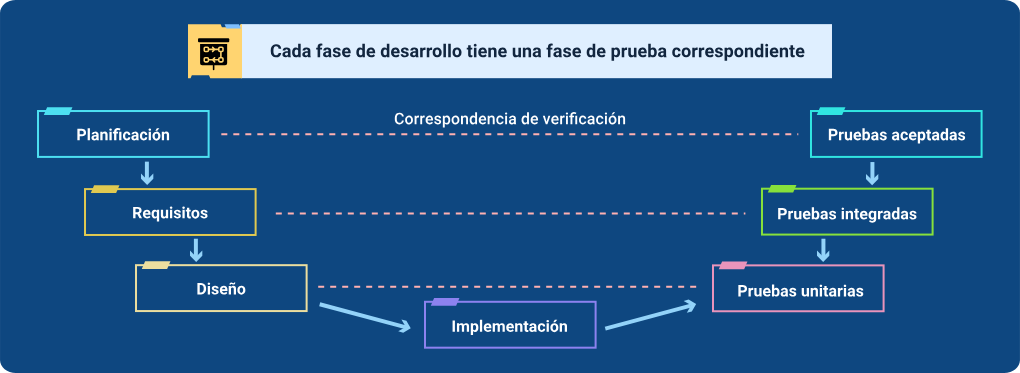 Cada fase de desarrollo tiene una fase de prueba correspondiente
Correspondencia de verificación
Planificación
Pruebas aceptadas
Requisitos
Pruebas integradas
Diseño
Pruebas unitarias
Implementación